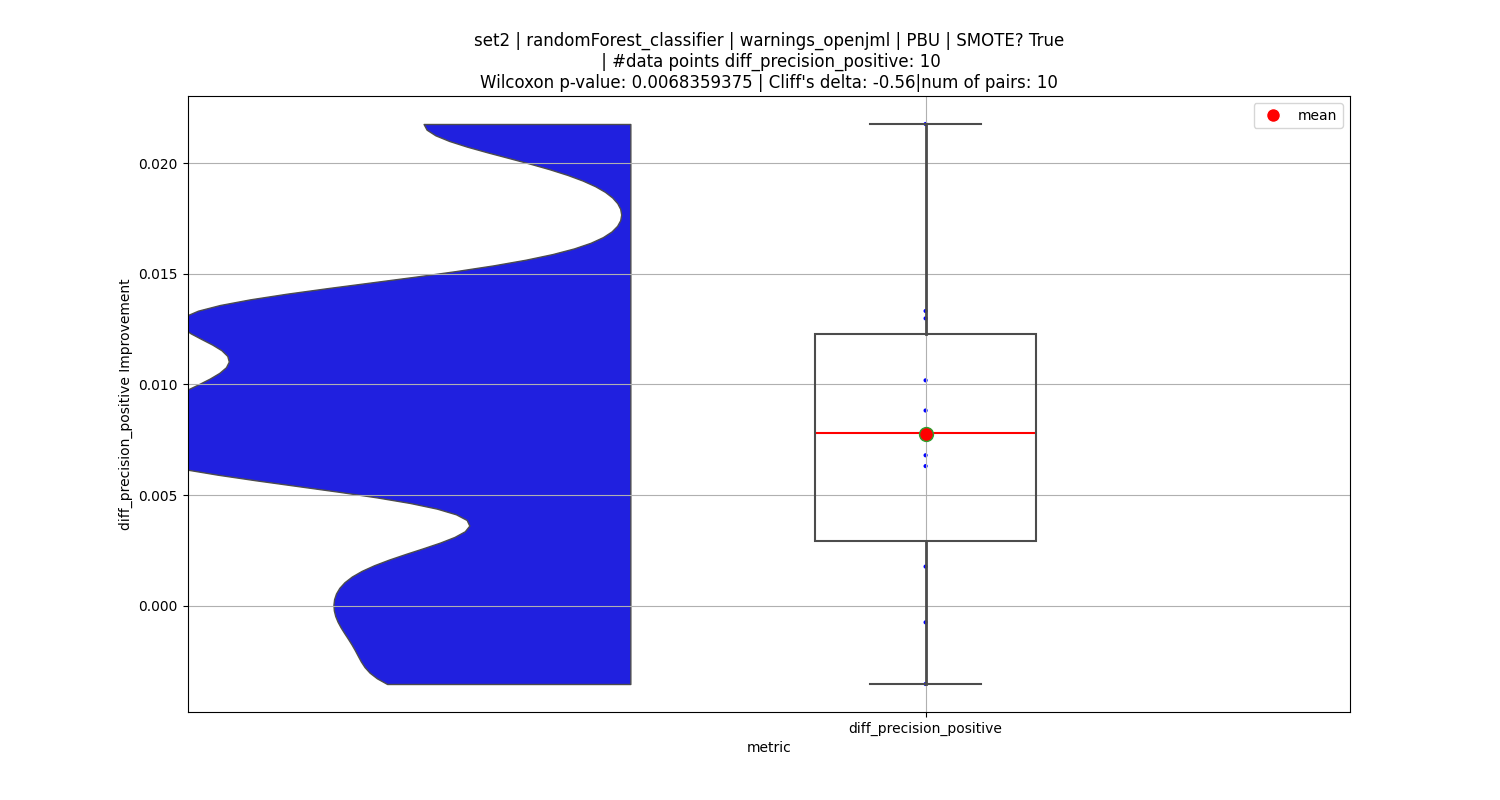 set2 | randomForest_classifier | warnings_openjml | PBU | SMOTE? True
| #data points diff_precision_positive: 10
Wilcoxon p-value: 0.0068359375 | Cliff's delta: -0.56|num of pairs: 10
mean
0.020
0.015
0.010
0.005
0.000
diff_precision_positive Improvement
diff_precision_positive
metric